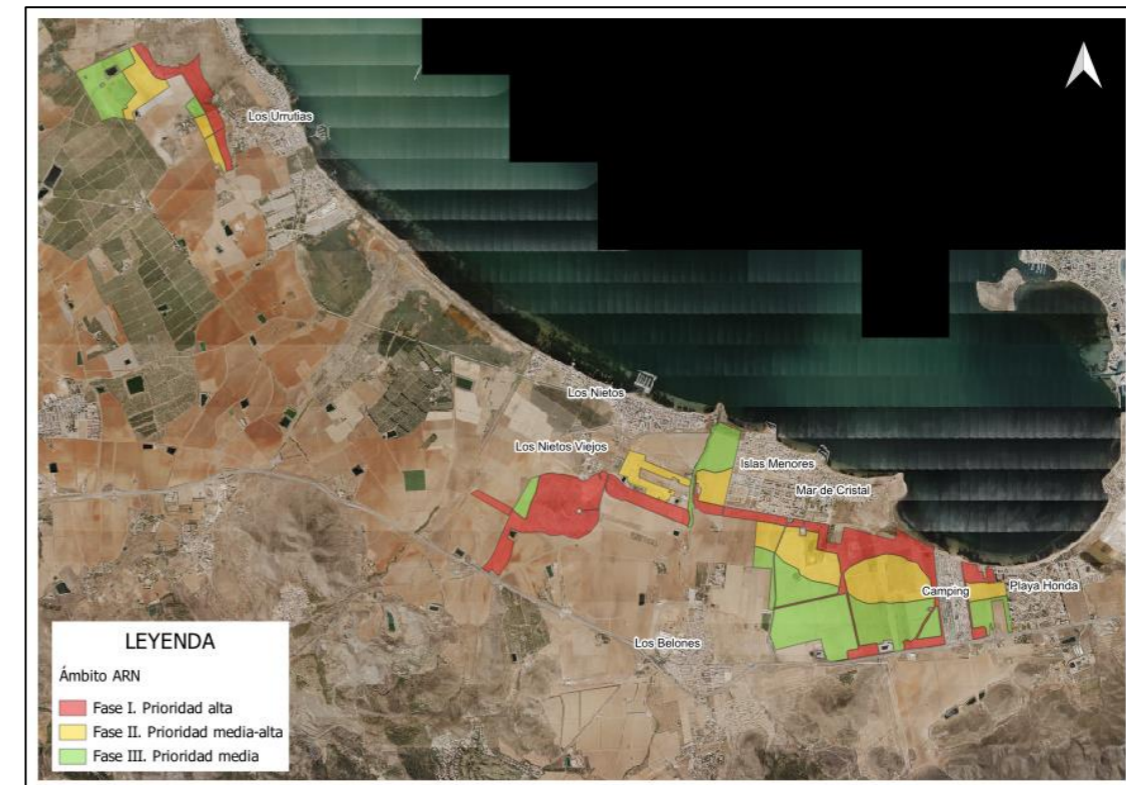 Los Urrutias
Los Nietos
Los Nietos Viejos
Islas Menores
Mar de Cristal
Camping
Playa Honda
Los Belones
LEYENDA
Ámbito ARN
Fase I. Prioridad alta
Fase II. Prioridad media-alta
Fase III. Prioridad media